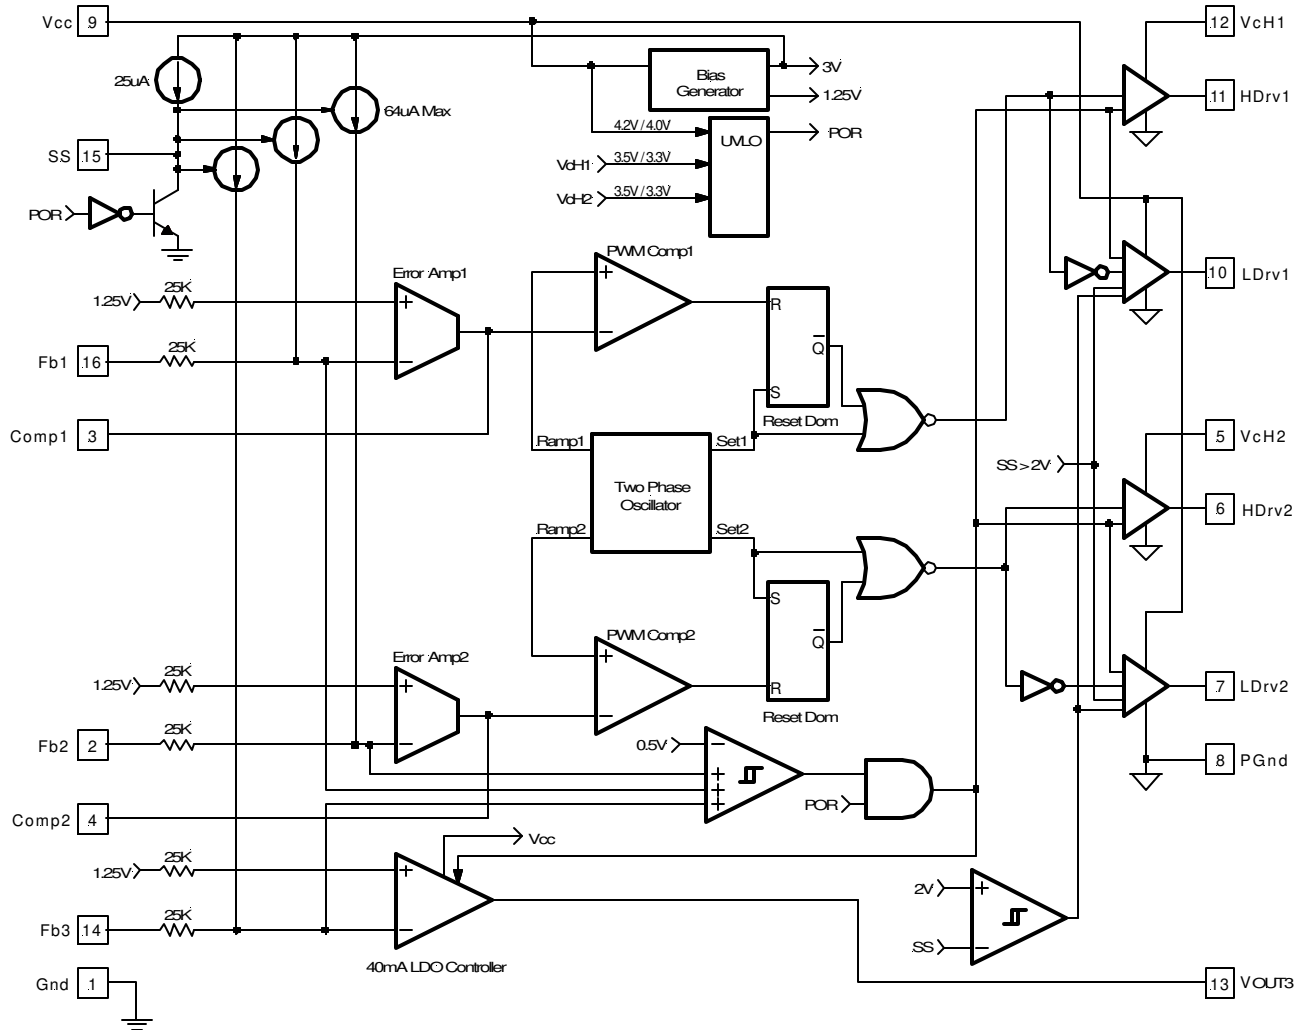 Vcc 9
12 VcH1
25uA
Bias
Generator
3V
1.25V
11 HDrv1
64uA Max
4.2V / 4.0V
UVLO
POR
SS 15
VcH1
3.5V / 3.3V
VcH2
3.5V / 3.3V
POR
PWM Comp1
Error Amp1
10 LDrv1
1.25V
25K
+
+
R
Q
Fb1 16
25K
−
−
S
Reset Dom
Comp1 3
Ramp1
Set1
5 VcH2
SS > 2V
Two Phase
Oscillator
6 HDrv2
Ramp2
Set2
S
Q
R
PWM Comp2
Error Amp2
1.25V
25K
+
+
7 LDrv2
Reset Dom
Fb2 2
25K
−
−
0.5V
−
+
+
+
8 PGnd
POR
Comp2 4
Vcc
1.25V
25K
+
2V
+
Fb3 14
25K
−
SS
−
40mA LDO Controller
Gnd 1
13 VOUT3